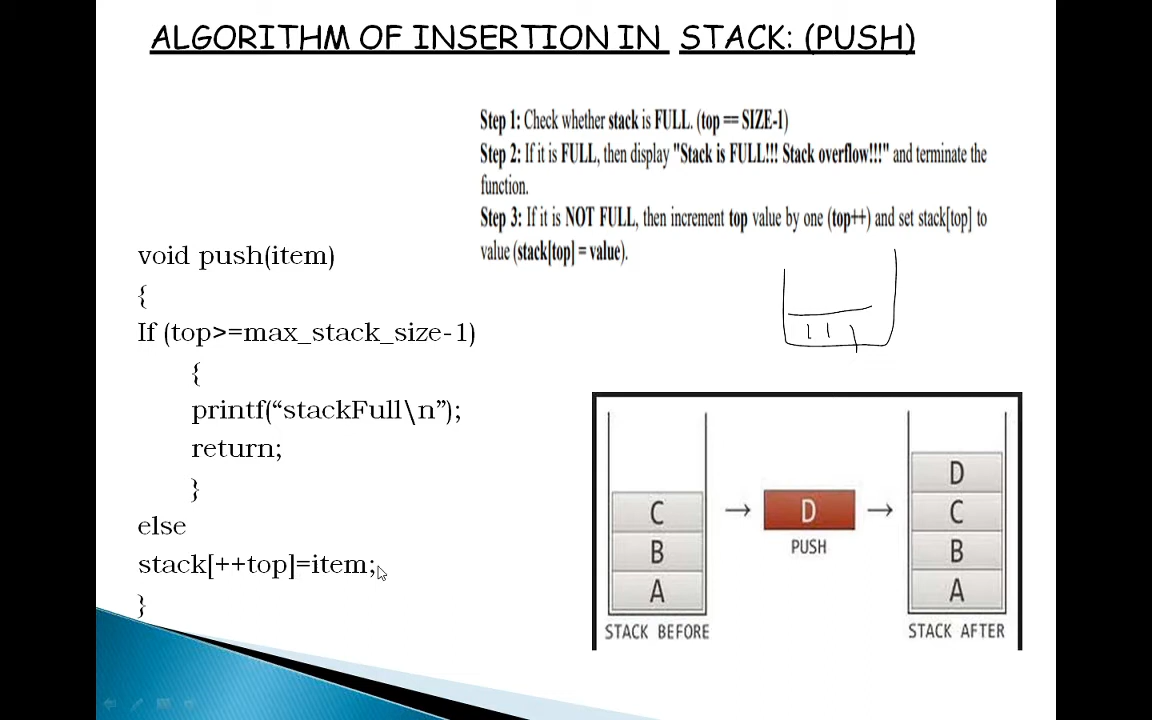 ALGORITHM OF INSERTION IN STACK: (PUSH)
Step 1: Check whether stack is FULL. (top == SIZE-1)
Step 2: If it is FULL, then display "Stack is FULL!!! Stack overflow!!!" and terminate the
function.
Step 3: If it is NOT FULL, then increment top value by one (top++) and set stack[top] to
value (stack[top] = value).
void push(item)
{
If (top>=max_stack_size-1)
{
printf(“stackFull\n”);
return;
}
else
stack[++top]=item;
}
C
B
A
STACK BEFORE
→
D
PUSH
→
D
C
B
A
STACK AFTER